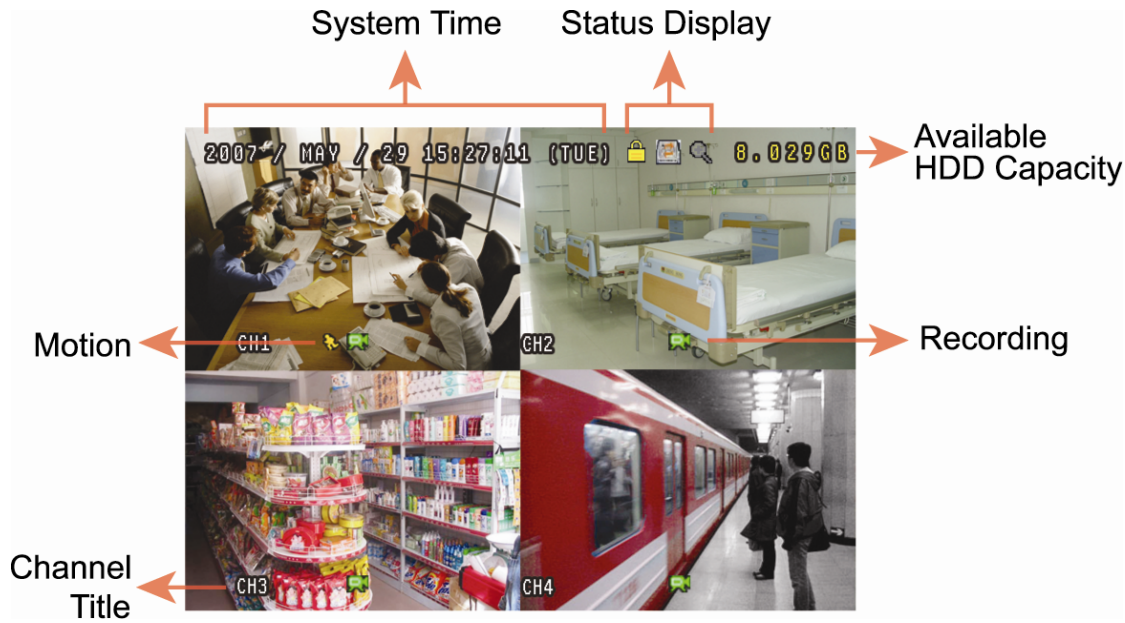 System Time
Status Display
2007 / MAY / 29 15:27:11 (TUE)
8.029GB
Available
HDD Capacity
Motion
CH1
CH2
Recording
CH3
CH4
Channel
Title